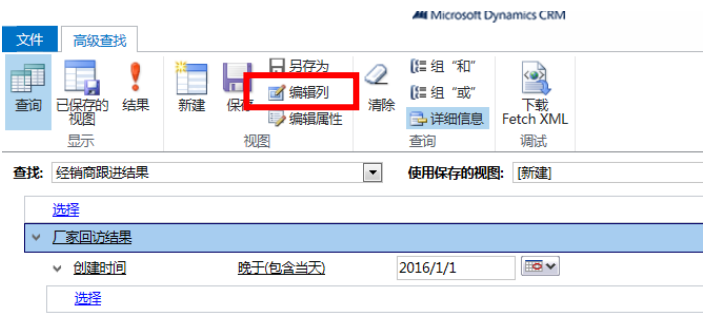 Microsoft Dynamics CRM
文件 高级查找
查询 已保存的视图 结果 新建 保存 另存为 编辑列 编辑属性 清除 组 "和" 组 "或" 详细信息 下载 Fetch XML
显示 视图 查询 调试
查找: 经销商跟进结果 使用保存的视图: [新建]
选择
厂家回访结果
创建时间 晚于(包含当天) 2016/1/1
选择